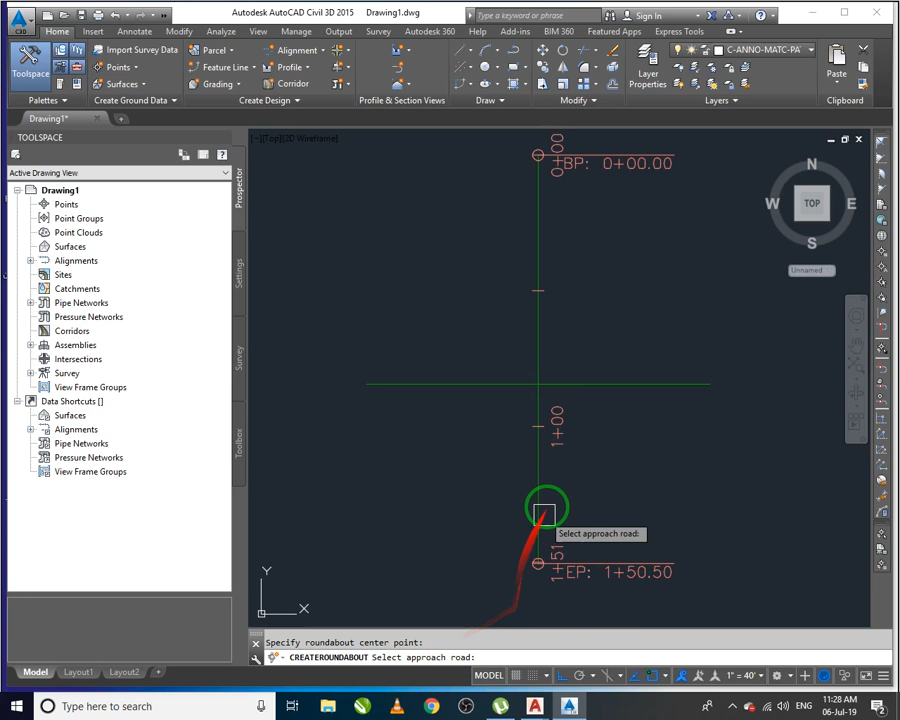 Autodesk AutoCAD Civil 3D 2015 Drawing1.dwg
Type a keyword or phrase
Sign In
C3D
Home Insert Annotate Modify Analyze View Manage Output Survey Autodesk 360 Help Add-ins BIM 360 Featured Apps
Toolspace
Import Survey Data
Points
Surfaces
Parcel
Feature Line
Grading
Alignment
Profile
Corridor
Layer
Properties
C-ANNO-MATC-PA
Paste
Palettes Create Ground Data Create Design Profile & Section Views Draw Modify Layers Clipboard
Drawing1*
TOOLSPACE
Active Drawing View
Drawing1
Points
Point Groups
Point Clouds
Surfaces
Alignments
Sites
Catchments
Pipe Networks
Pressure Networks
Corridors
Assemblies
Intersections
Survey
View Frame Groups
Data Shortcuts []
Surfaces
Alignments
Pipe Networks
Pressure Networks
View Frame Groups
Prospector
Settings
Survey
Toolbox
[−][Top][2D Wireframe]
0+00
BP: 0+00.00
1+00
Select approach road:
1+51
EP: 1+50.50
N
W TOP E
S
Unnamed
Y
X
Specify roundabout center point:
CREATEROUNDABOUT Select approach road:
Model Layout1 Layout2 +
MODEL
1" = 40'
Type here to search
11:28 AM
06-Jul-19
2